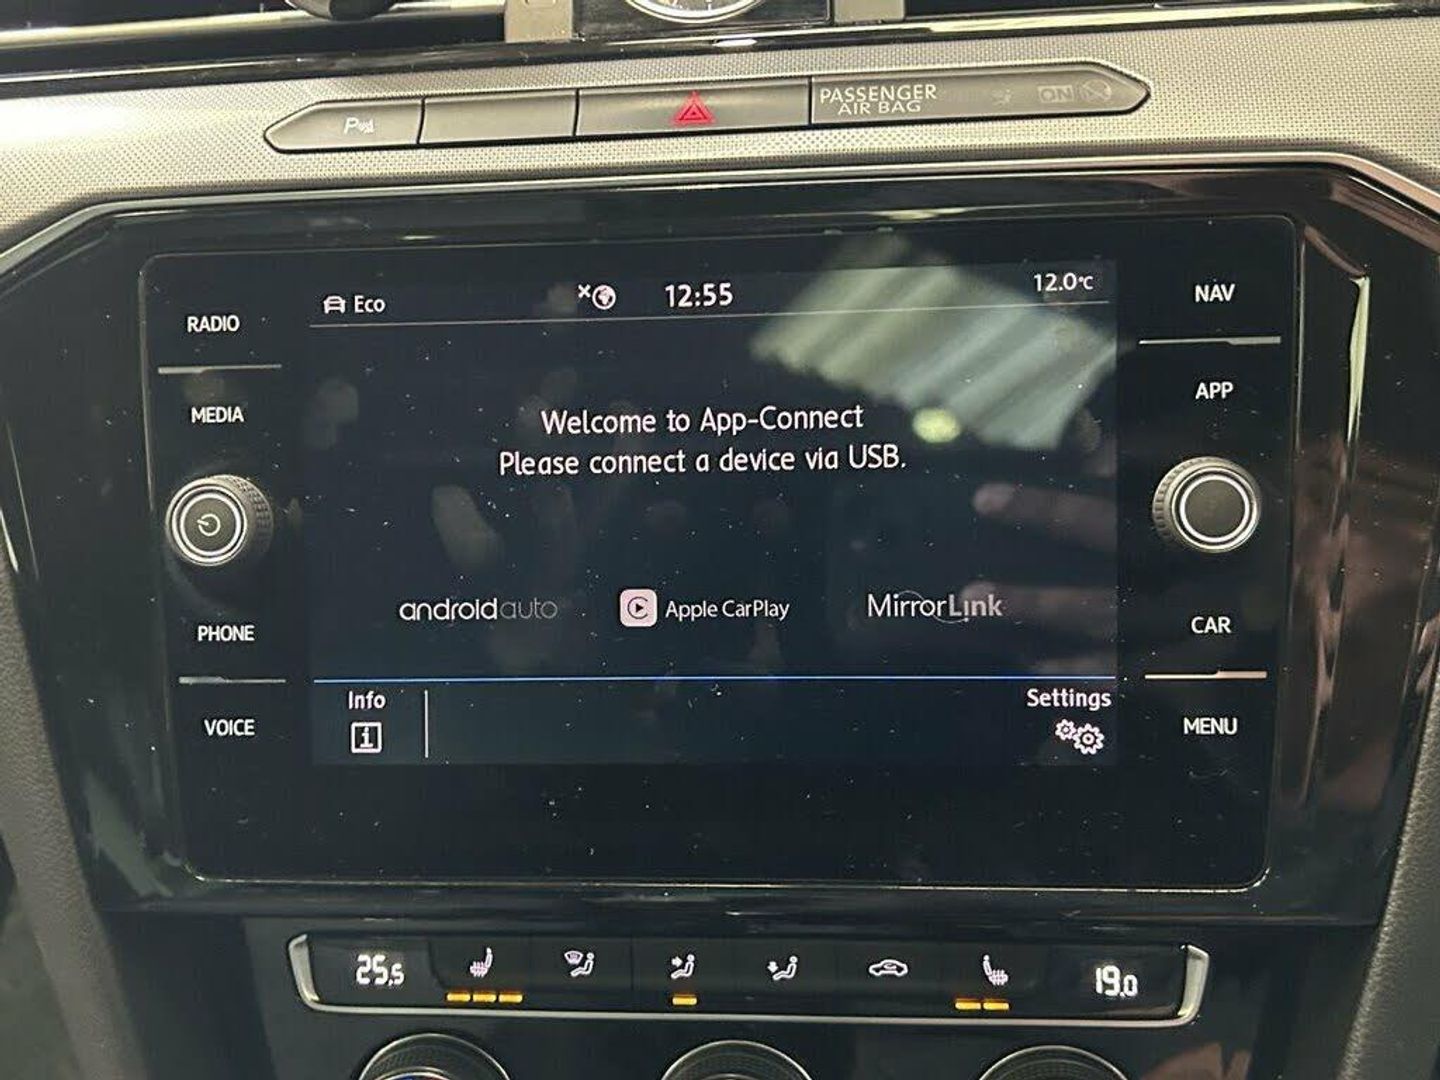 P
PASSENGER
AIR BAG
ON
Eco
12:55
12.0°C
RADIO
MEDIA
PHONE
VOICE
Welcome to App-Connect
Please connect a device via USB.
androidauto
Apple CarPlay
MirrorLink
Info
i
Settings
NAV
APP
CAR
MENU
25,5
19,0